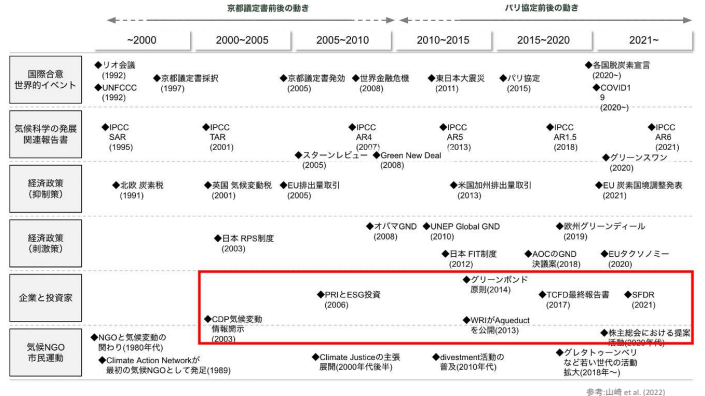 京都議定書前後の動き
パリ協定前後の動き
~2000
2000~2005
2005~2010
2010~2015
2015~2020
2021~
国際合意
世界的イベント
◆リオ会議
(1992)
◆UNFCCC
(1992)
◆京都議定書採択
(1997)
◆京都議定書発効
(2005)
◆世界金融危機
(2008)
◆東日本大震災
(2011)
◆パリ協定
(2015)
◆各国脱炭素宣言
(2020~)
◆COVID1
9
(2020~)
気候科学の発展
関連報告書
◆IPCC
SAR
(1995)
◆IPCC
TAR
(2001)
◆スターンレビュー
(2005)
◆IPCC
AR4
(2007)
◆Green New Deal
(2008)
◆IPCC
AR5
(2013)
◆IPCC
AR1.5
(2018)
◆IPCC
AR6
(2021)
◆グリーンスワン
(2020)
経済政策
（抑制策）
◆北欧 炭素税
(1991)
◆英国 気候変動税
(2001)
◆EU排出量取引
(2005)
◆米国加州排出量取引
(2013)
◆EU 炭素国境調整発表
(2021)
経済政策
（刺激策）
◆日本 RPS制度
(2003)
◆オバマGND
(2008)
◆UNEP Global GND
(2010)
◆日本 FIT制度
(2012)
◆欧州グリーンディール
(2019)
◆AOCのGND
決議案(2018)
◆EUタクソノミー
(2020)
企業と投資家
◆CDP気候変動
情報開示
(2003)
◆PRIとESG投資
(2006)
◆グリーンボンド
原則(2014)
◆WRIがAqueduct
を公開(2013)
◆TCFD最終報告書
(2017)
◆SFDR
(2021)
◆株主総会における提案
活動(2020年代)
気候NGO
市民運動
◆NGOと気候変動の
関わり(1980年代)
◆Climate Action Networkが
最初の気候NGOとして発足(1989)
◆Climate Justiceの主張
展開(2000年代後半)
◆divestment活動の
普及(2010年代)
◆グレタトゥーンベリ
など若い世代の活動
拡大(2018年～)
参考:山崎 et al. (2022)